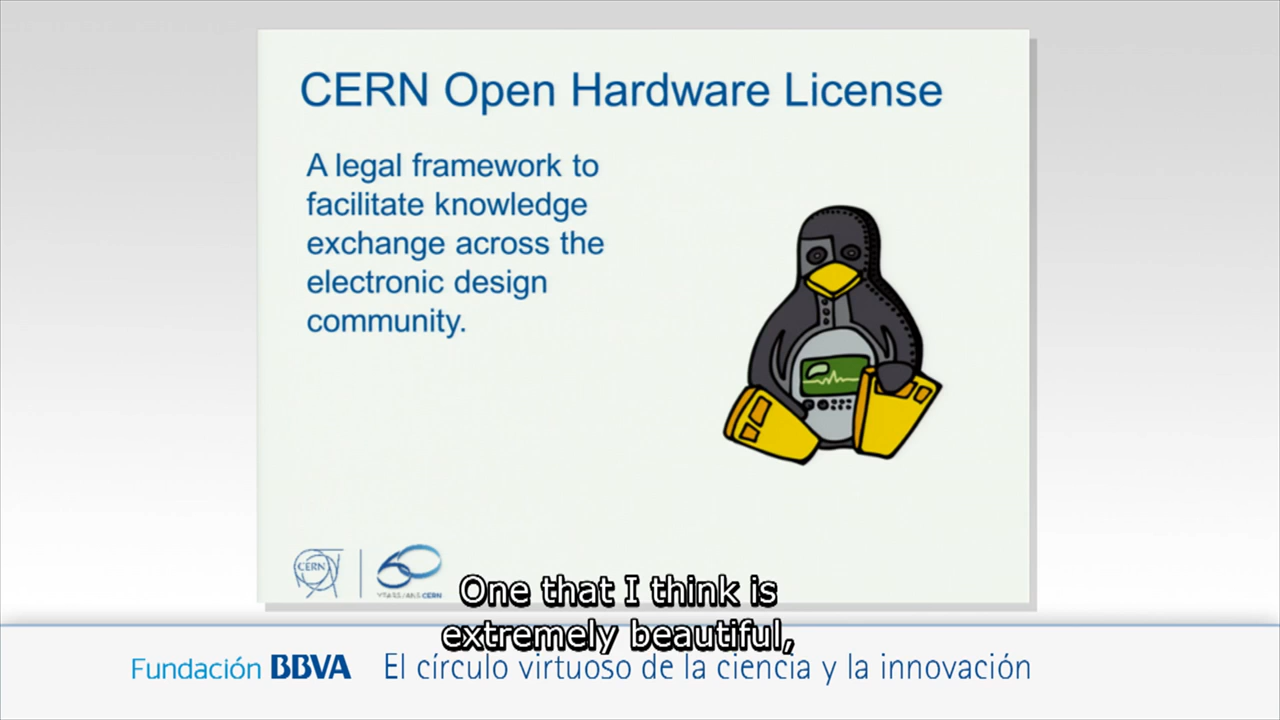 CERN Open Hardware License
A legal framework to
facilitate knowledge
exchange across the
electronic design
community.
CERN
60
YEARS/ANS CERN
One that I think is
extremely beautiful,
Fundación BBVA El círculo virtuoso de la ciencia y la innovación